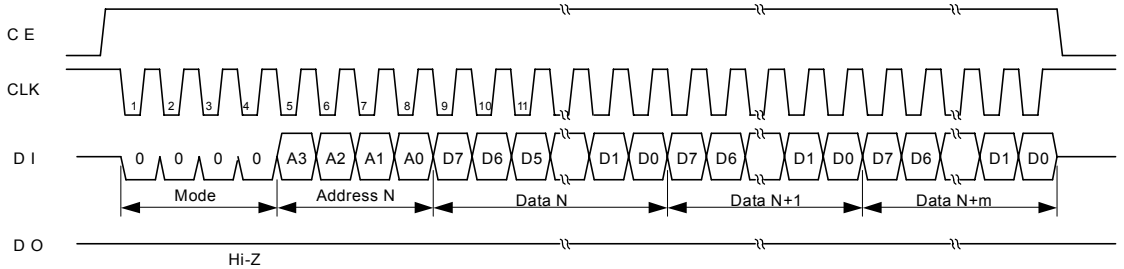 C E
CLK
1 2 3 4 5 6 7 8 9 10 11
D I
0 0 0 0 A3 A2 A1 A0 D7 D6 D5 D1 D0 D7 D6 D1 D0 D7 D6 D1 D0
Mode Address N Data N Data N+1 Data N+m
D O
Hi-Z